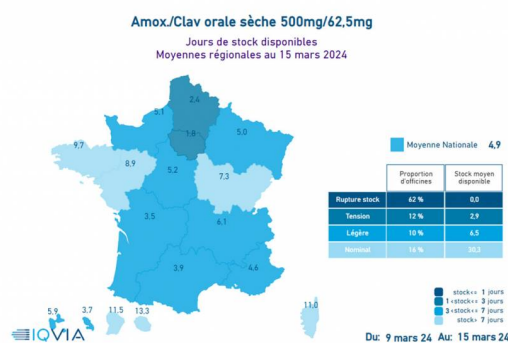 Amox./Clav orale sèche 500mg/62,5mg
Jours de stock disponibles
Moyennes régionales au 15 mars 2024
2.4
5.1
1.8
5.0
9.7
8.9
5.2
7.3
3.5
6.1
3.9
4.6
5.9
3.7
11.5
13.3
11.0
Moyenne Nationale 4,9
Proportion d'officines
Stock moyen disponible
Rupture stock 62 % 0,0
Tension 12 % 2,9
Légère 10 % 6,5
Nominal 16 % 20,3
stock<= 1 jours
1 <stock<= 3 jours
3 <stock<= 7 jours
stock> 7 jours
IQVIA
Du: 9 mars 24 Au: 15 mars 24